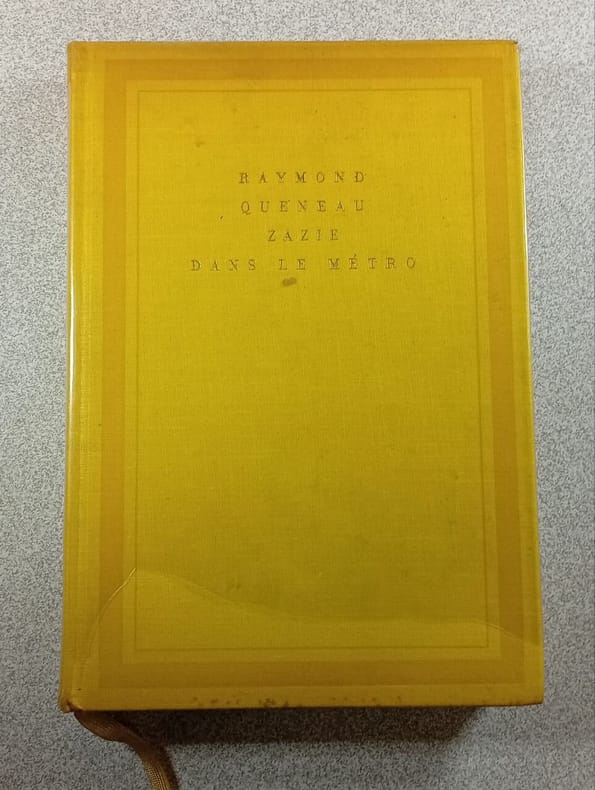 RAYMOND
QUENEAU
ZAZIE
DANS LE MÉTRO